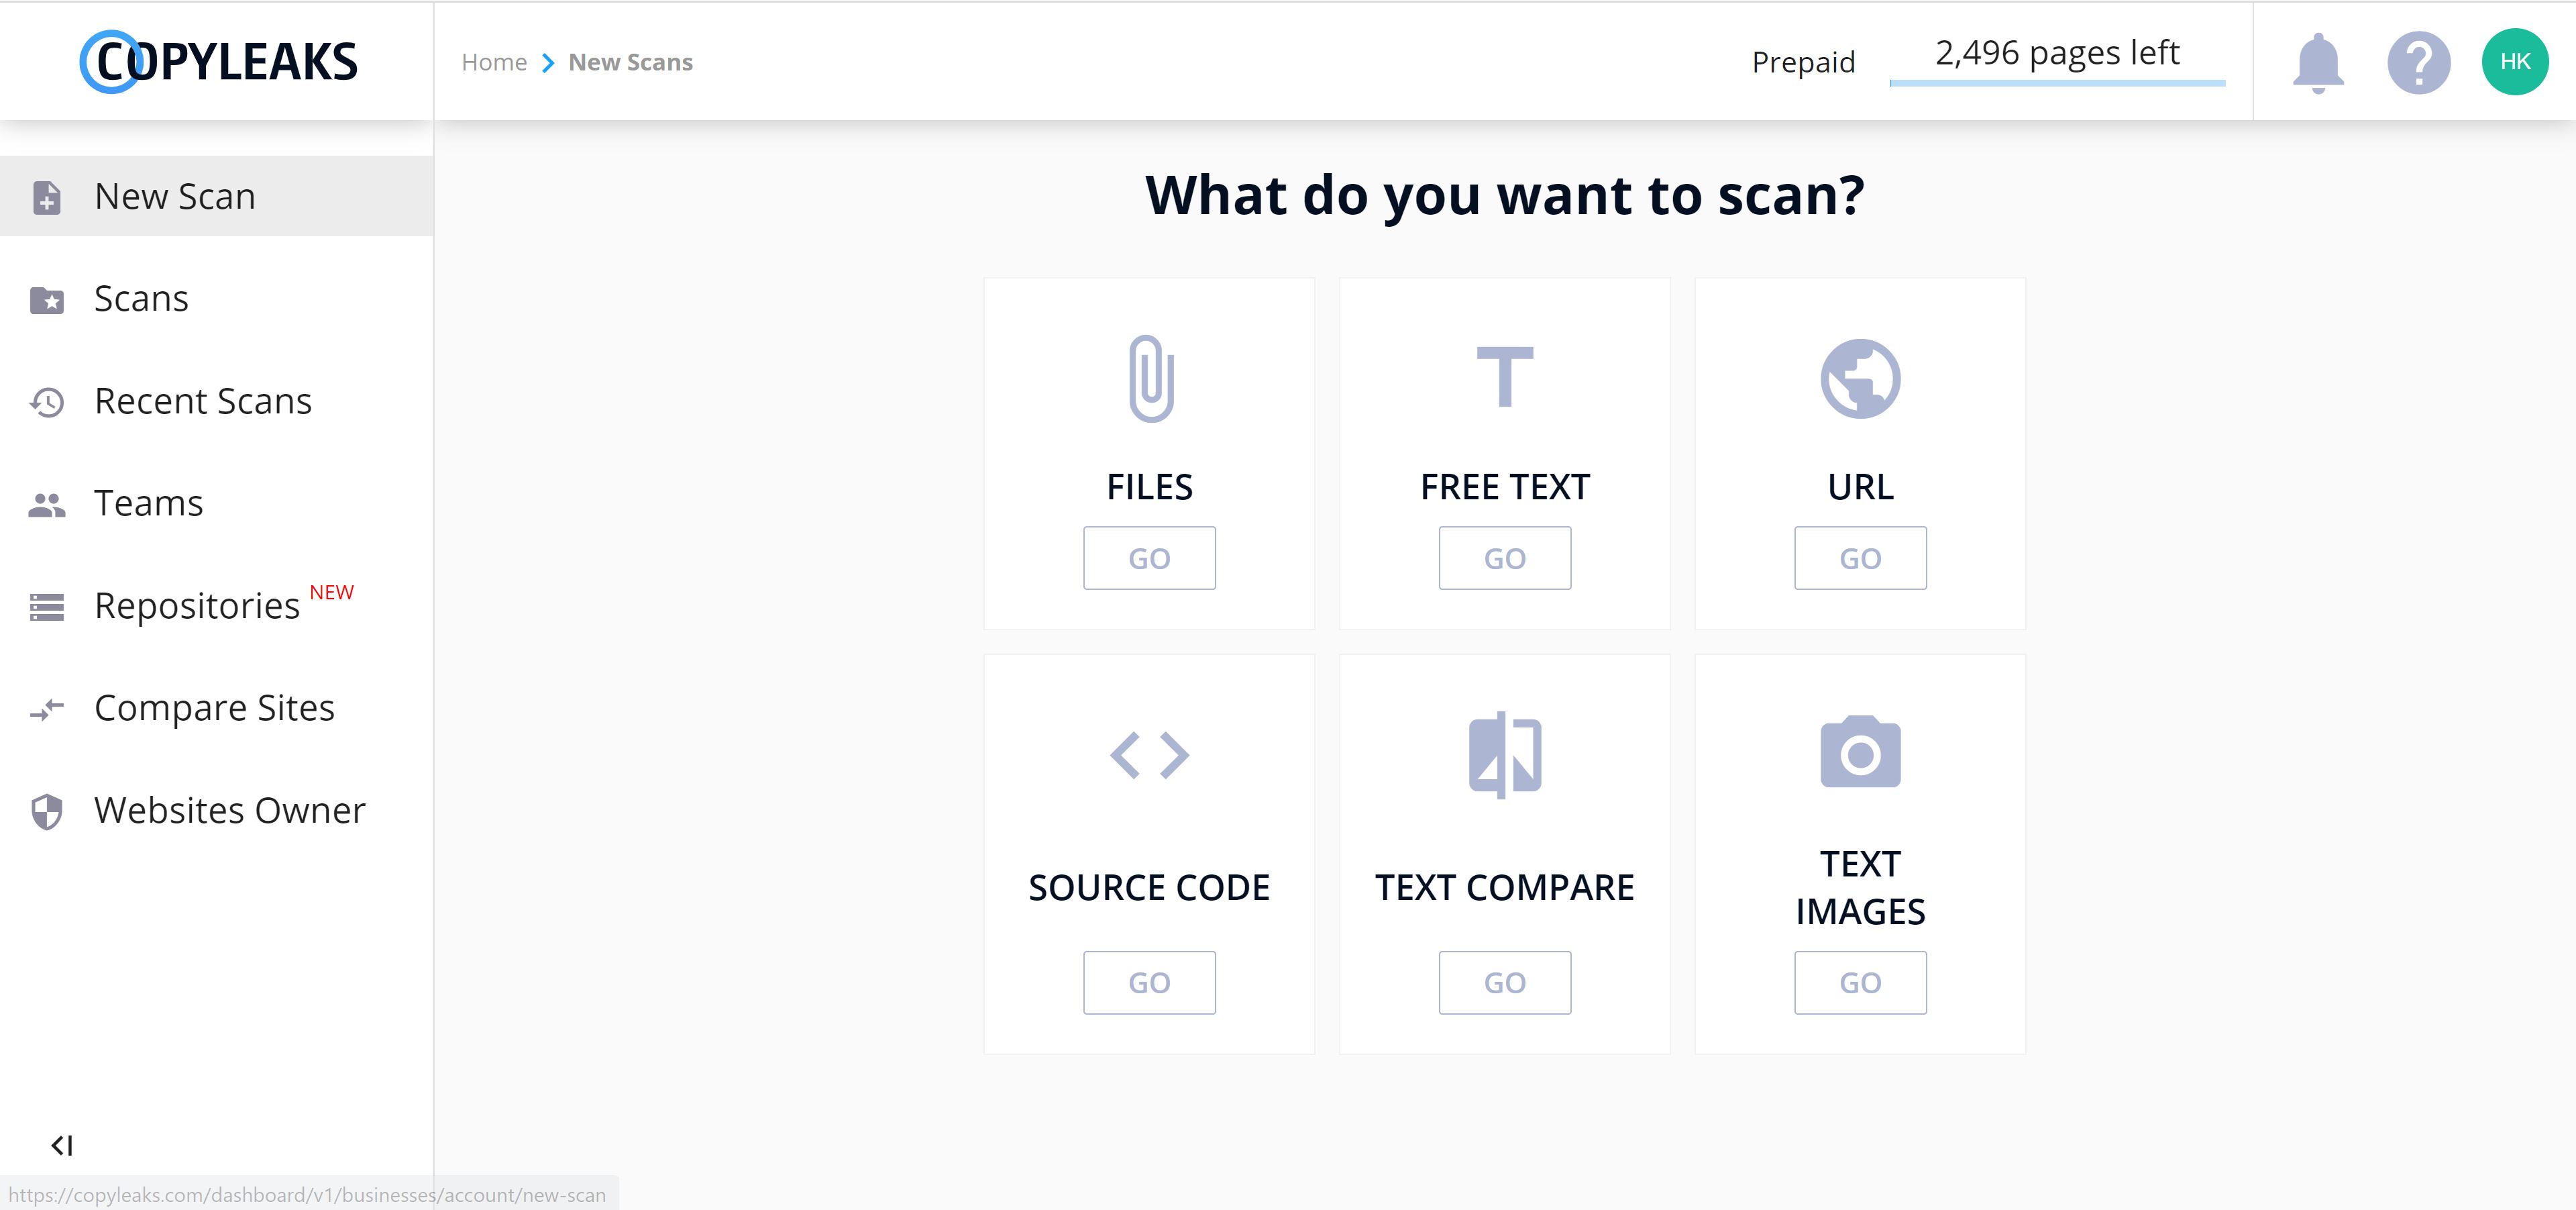 COPYLEAKS
Home New Scans
Prepaid 2,496 pages left
HK
New Scan
Scans
Recent Scans
Teams
Repositories NEW
Compare Sites
Websites Owner
What do you want to scan?
FILES
GO
FREE TEXT
GO
URL
GO
SOURCE CODE
GO
TEXT COMPARE
GO
TEXT
IMAGES
GO
https://copyleaks.com/dashboard/v1/businesses/account/new-scan